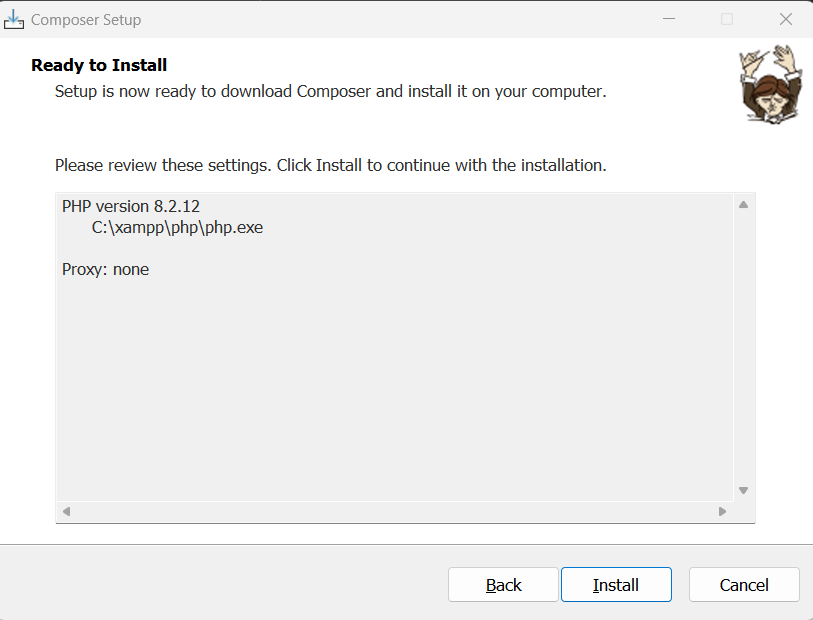 Composer Setup
Ready to Install
Setup is now ready to download Composer and install it on your computer.
Please review these settings. Click Install to continue with the installation.
PHP version 8.2.12
C:\xampp\php\php.exe
Proxy: none
Back
Install
Cancel